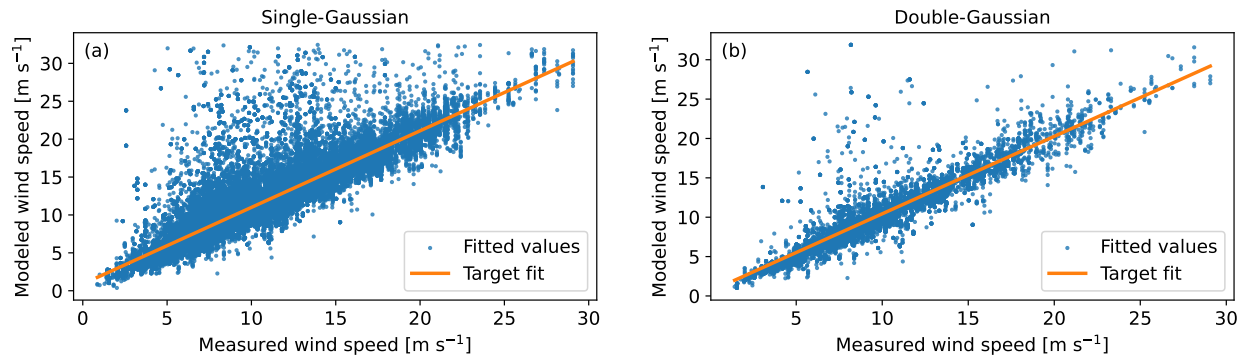 Single-Gaussian
(a)
Modeled wind speed [m s⁻¹]
30
25
20
15
10
5
0
Fitted values
Target fit
0 5 10 15 20 25 30
Measured wind speed [m s⁻¹]
Double-Gaussian
(b)
Modeled wind speed [m s⁻¹]
30
25
20
15
10
5
0
Fitted values
Target fit
5 10 15 20 25 30
Measured wind speed [m s⁻¹]